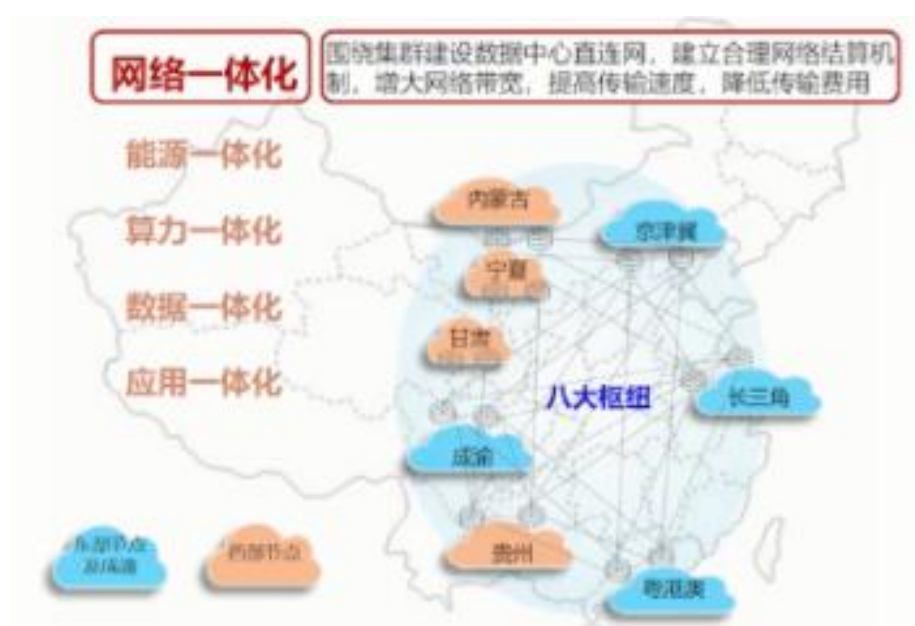 网络一体化
围绕集群建设数据中心直连网，建立合理网络结算机
制，增大网络带宽，提高传输速度，降低传输费用
能源一体化
算力一体化
数据一体化
应用一体化
内蒙古
京津冀
宁夏
甘肃
八大枢纽
长三角
成渝
贵州
粤港澳
东部节点
及成渝
西部节点